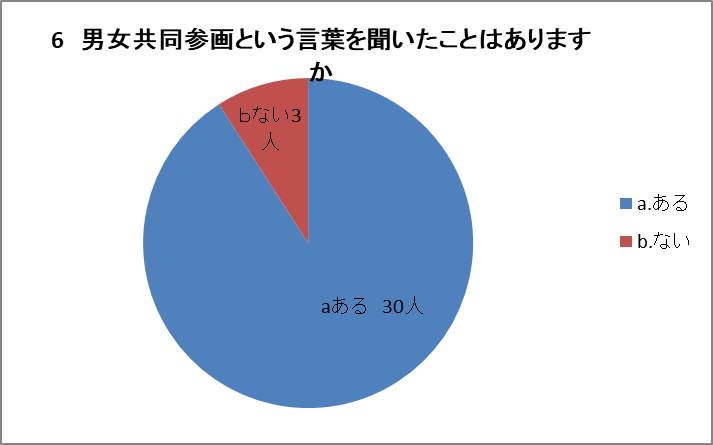 6　男女共同参画という言葉を聞いたことはあります
か
bない3
人
aある　30人
a.ある
b.ない